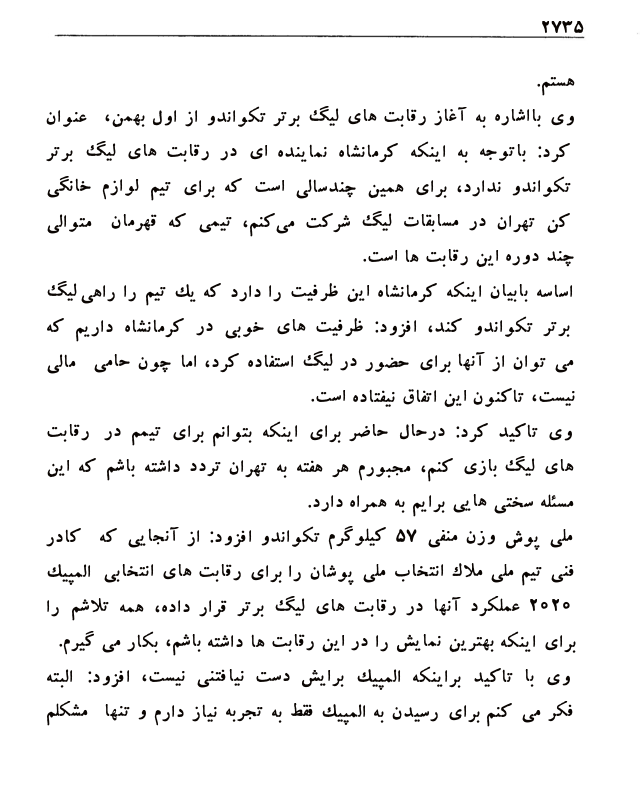 ۲۷۳۵
هستم.
وی بااشاره به آغاز رقابت های لیگ برتر تکواندو از اول بهمن، عنوان
کرد: باتوجه به اینکه کرمانشاه نماینده ای در رقابت های لیگ برتر
تکواندو ندارد، برای همین چندسالی است که برای تیم لوازم خانگی
کن تهران در مسابقات لیگ شرکت می‌کنم، تیمی که قهرمان متوالی
چند دوره این رقابت ها است.
اساسه بابیان اینکه کرمانشاه این ظرفیت را دارد که یك تیم را راهی لیگ
برتر تکواندو کند، افزود: ظرفیت های خوبی در کرمانشاه داریم که
می توان از آنها برای حضور در لیگ استفاده کرد، اما چون حامی مالی
نیست، تاکنون این اتفاق نیفتاده است.
وی تاکید کرد: درحال حاضر برای اینکه بتوانم برای تیمم در رقابت
های لیگ بازی کنم، مجبورم هر هفته به تهران تردد داشته باشم که این
مسئله سختی هایی برایم به همراه دارد.
ملی پوش وزن منفی ۵۷ کیلوگرم تکواندو افزود: از آنجایی که کادر
فنی تیم ملی ملاك انتخاب ملی پوشان را برای رقابت های انتخابی المپیك
۲۰۲۰ عملکرد آنها در رقابت های لیگ برتر قرار داده، همه تلاشم را
برای اینکه بهترین نمایش را در این رقابت ها داشته باشم، بکار می گیرم.
وی با تاکید براینکه المپیك برایش دست نیافتنی نیست، افزود: البته
فکر می کنم برای رسیدن به المپیك فقط به تجربه نیاز دارم و تنها مشکلم